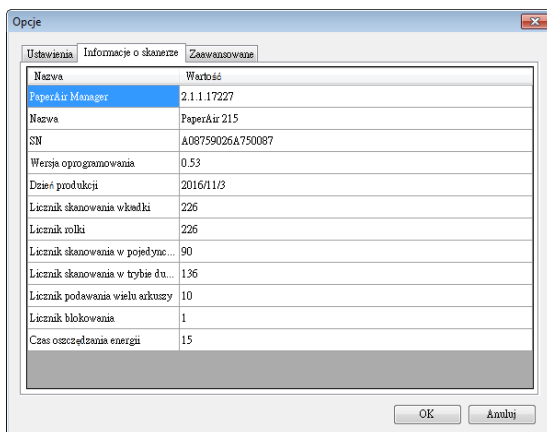 Opcje
Ustawienia Informacje o skanerze Zaawansowane
Nazwa Wartość
PaperAir Manager 2.1.1.17227
Nazwa PaperAir 215
SN A08759026A750087
Wersja oprogramowania 0.53
Dzień produkcji 2016/11/3
Licznik skanowania wkładki 226
Licznik rolki 226
Licznik skanowania w pojedync... 90
Licznik skanowania w trybie du... 136
Licznik podawania wielu arkuszy 10
Licznik blokowania 1
Czas oszczędzania energii 15
OK Anuluj